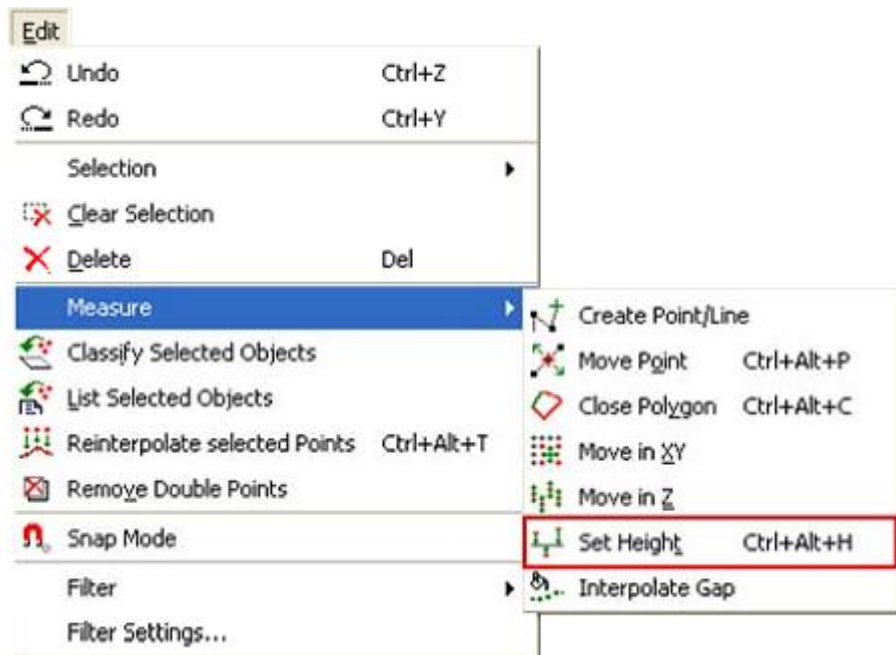 Edit
Undo Ctrl+Z
Redo Ctrl+Y
Selection
Clear Selection
Delete Del
Measure
Classify Selected Objects
List Selected Objects
Reinterpolate selected Points Ctrl+Alt+T
Remove Double Points
Snap Mode
Filter
Filter Settings...
Create Point/Line
Move Point Ctrl+Alt+P
Close Polygon Ctrl+Alt+C
Move in XY
Move in Z
Set Height Ctrl+Alt+H
Interpolate Gap